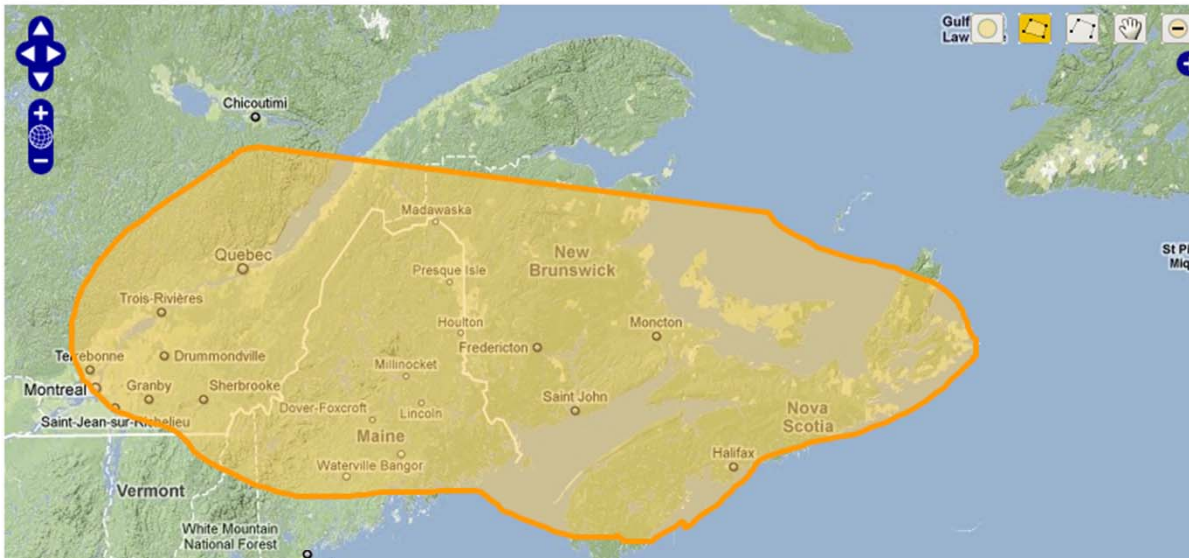 Gulf
Law
Chicoutimi
Madawaska
Quebec
New
Brunswick
St Pi
Miq
Presque Isle
Trois-Rivières
Houlton
Moncton
Fredericton
Terrebonne
Drummondville
Millinocket
Montreal
Granby
Sherbrooke
Lincoln
Saint John
Dover-Foxcroft
Nova
Scotia
Saint-Jean-sur-Richelieu
Maine
Halifax
Waterville Bangor
Vermont
White Mountain
National Forest